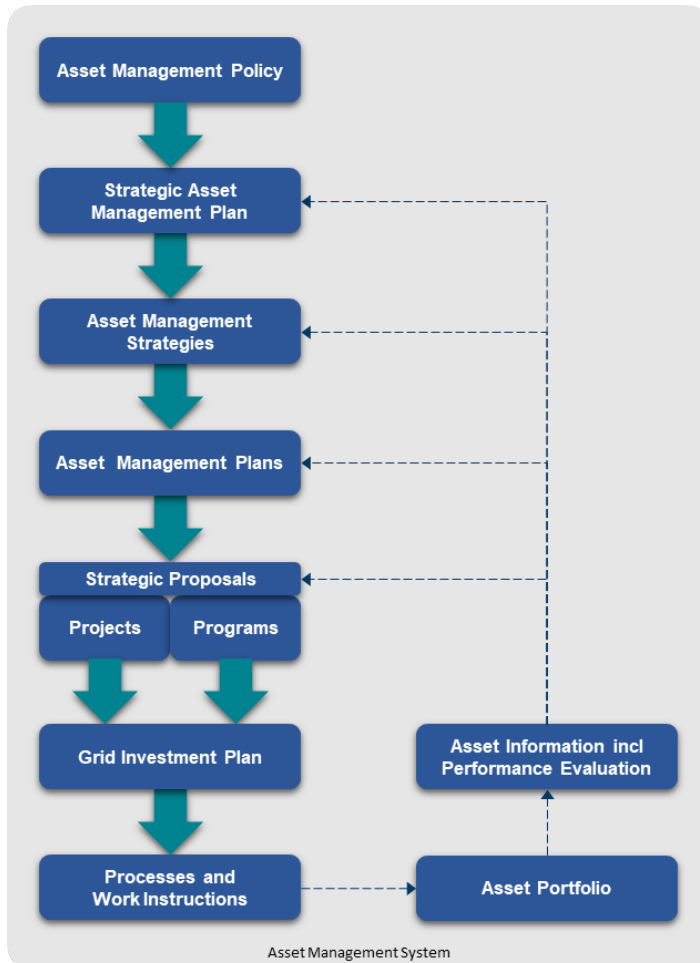 Asset Management Policy
Strategic Asset
Management Plan
Asset Management
Strategies
Asset Management Plans
Strategic Proposals
Projects
Programs
Grid Investment Plan
Asset Information incl
Performance Evaluation
Processes and
Work Instructions
Asset Portfolio
Asset Management System